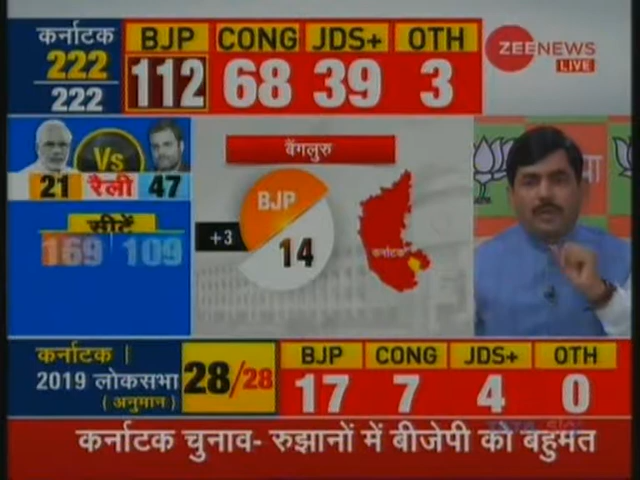 कर्नाटक
222
222
BJP CONG JDS+ OTH
112 68 39 3
ZEENEWS
LIVE
Vs
21 रैली 47
सीटें
169 109
बेंगलुरु
BJP
+3
14
कर्नाटक
कर्नाटक
2019 लोकसभा
(अनुमान)
28/28
BJP CONG JDS+ OTH
17 7 4 0
कर्नाटक चुनाव- रुझानों में बीजेपी को बहुमत